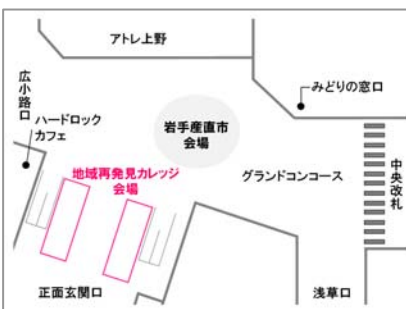 アトレ上野
広小路口
ハードロック
カフェ
みどりの窓口
岩手産直市
会場
地域再発見カレッジ
会場
グランドコンコース
中央改札
正面玄関口
浅草口